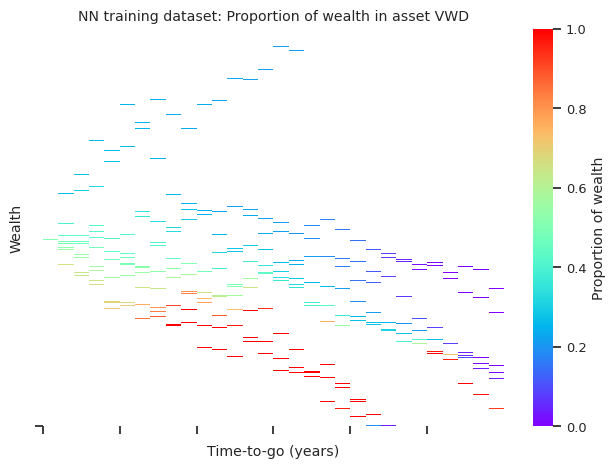 NN training dataset: Proportion of wealth in asset VWD
1.0
0.8
0.6
0.4
0.2
0.0
Proportion of wealth
Wealth
Time-to-go (years)